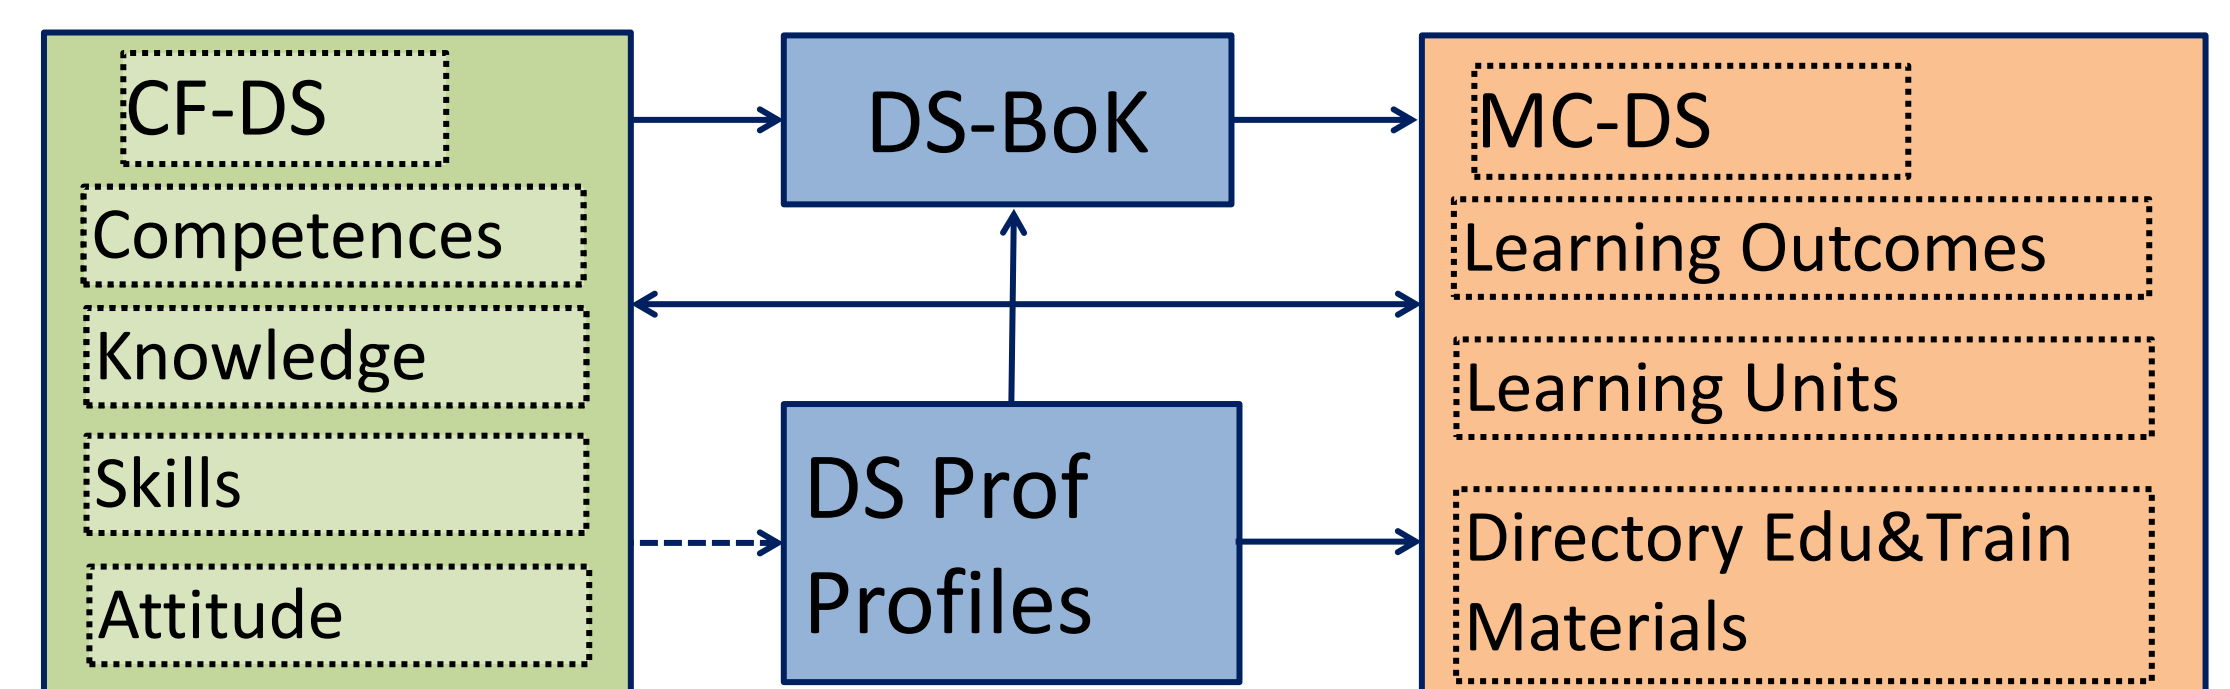 CF-DS
Competences
Knowledge
Skills
Attitude
DS-BoK
DS Prof
Profiles
MC-DS
Learning Outcomes
Learning Units
Directory Edu&Train
Materials